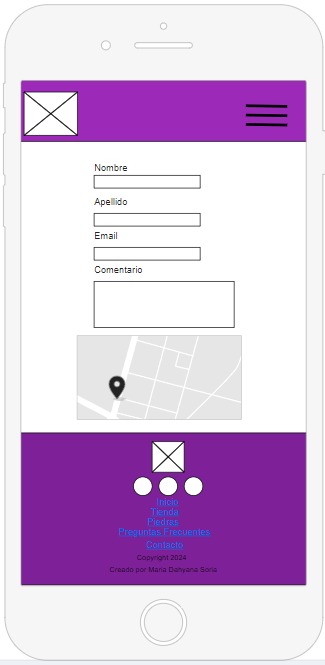 Nombre
Apellido
Email
Comentario
Inicio
Tienda
Piedras
Preguntas Frecuentes
Contacto
Copyright 2024
Creado por Maria Dahyana Soria